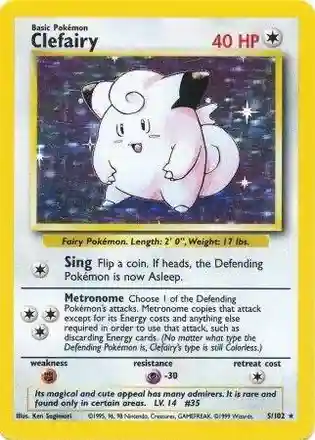 Basic Pokémon
Clefairy 40 HP
Fairy Pokémon. Length: 2' 0", Weight: 17 lbs.
Sing Flip a coin. If heads, the Defending
Pokémon is now Asleep.
Metronome Choose 1 of the Defending
Pokémon's attacks. Metronome copies that attack
except for its Energy costs and anything else
required in order to use that attack, such as
discarding Energy cards. (No matter what type the
Defending Pokémon is, Clefairy's type is still Colorless.)
weakness resistance retreat cost
-30
Its magical and cute appeal has many admirers. It is rare and
found only in certain areas. LV. 14 #35
Illus. Ken Sugimori ©1995, 96, 98 Nintendo, Creatures, GAMEFREAK. ©1999 Wizards. 5/102